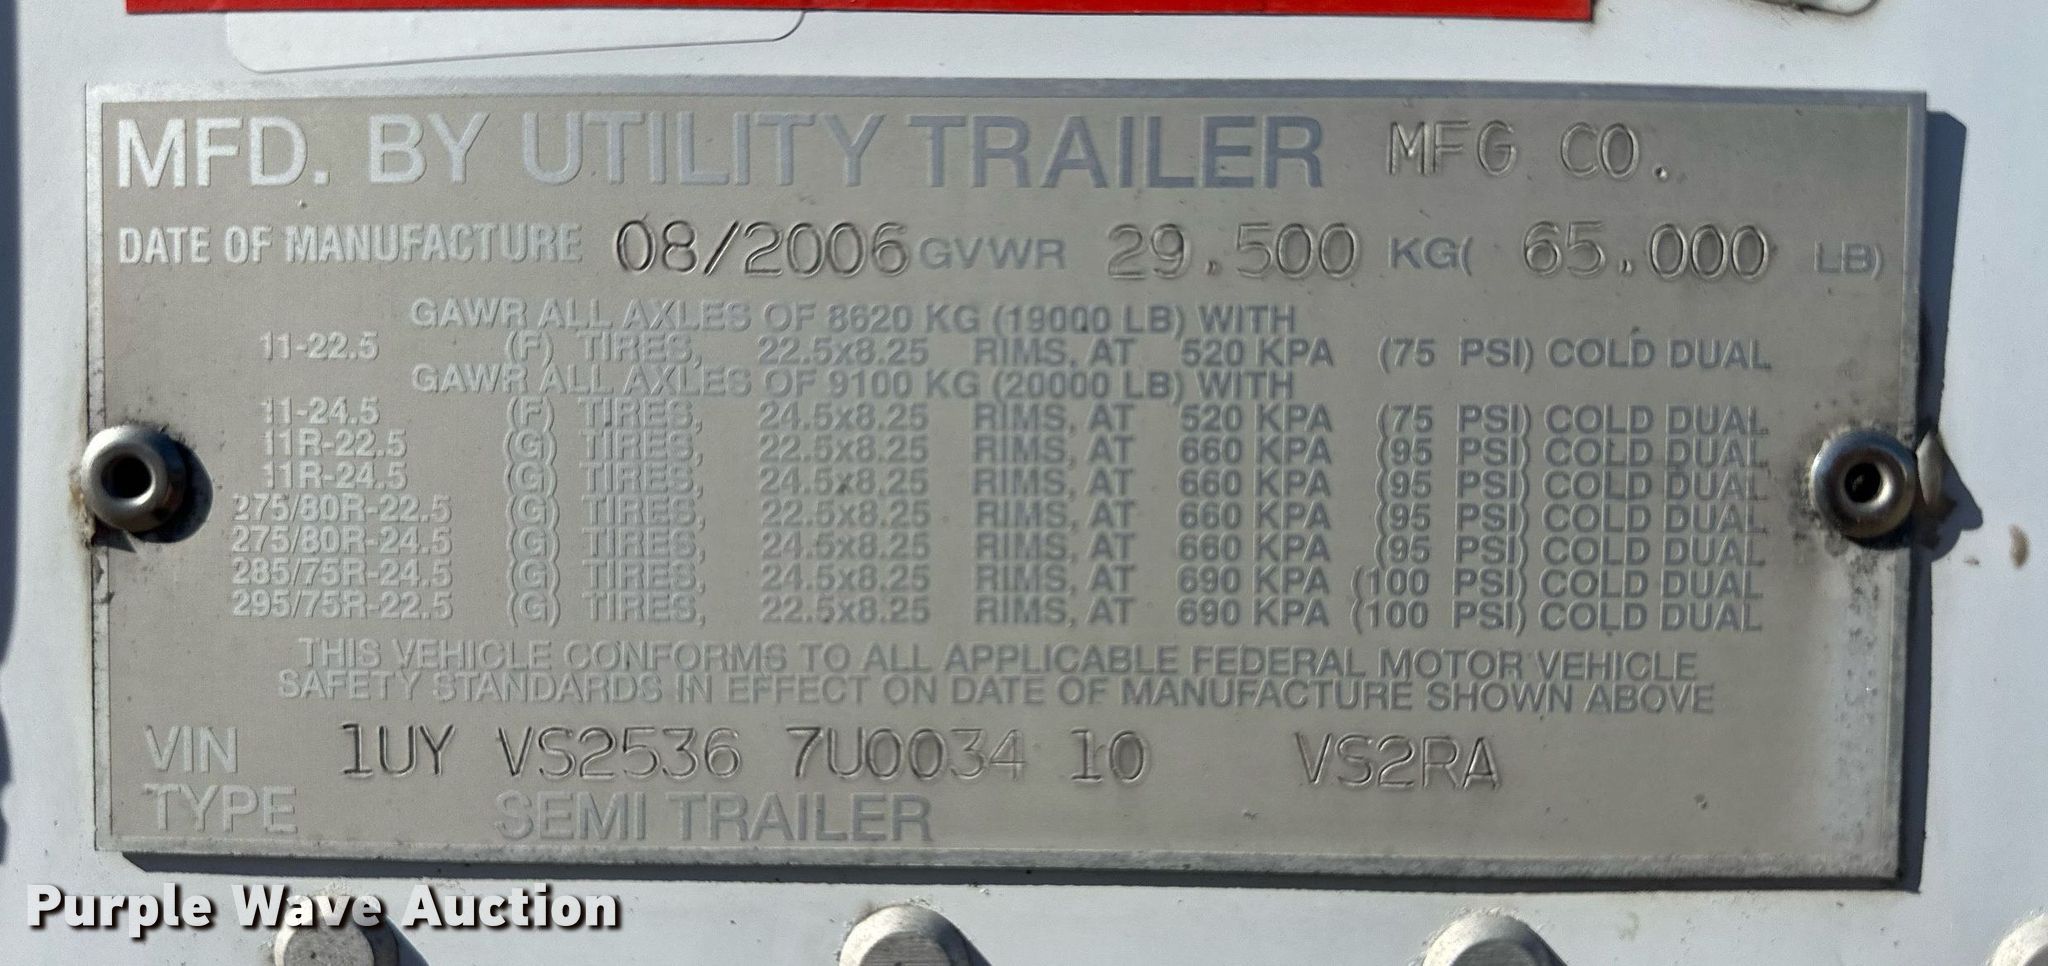 MFD. BY UTILITY TRAILER MFG CO.
DATE OF MANUFACTURE 08/2006 GVWR 29.500 KG( 65.000 LB)
GAWR ALL AXLES OF 8620 KG (19000 LB) WITH
11-22.5 (F) TIRES, 22.5x8.25 RIMS, AT 520 KPA (75 PSI) COLD DUAL
GAWR ALL AXLES OF 9100 KG (20000 LB) WITH
11-24.5 (F) TIRES, 24.5x8.25 RIMS, AT 520 KPA (75 PSI) COLD DUAL
11R-22.5 (G) TIRES, 22.5x8.25 RIMS, AT 660 KPA (95 PSI) COLD DUAL
11R-24.5 (G) TIRES, 24.5x8.25 RIMS, AT 660 KPA (95 PSI) COLD DUAL
275/80R-22.5 (G) TIRES, 22.5x8.25 RIMS, AT 660 KPA (95 PSI) COLD DUAL
275/80R-24.5 (G) TIRES, 24.5x8.25 RIMS, AT 660 KPA (95 PSI) COLD DUAL
285/75R-24.5 (G) TIRES, 24.5x8.25 RIMS, AT 690 KPA (100 PSI) COLD DUAL
295/75R-22.5 (G) TIRES, 22.5x8.25 RIMS, AT 690 KPA (100 PSI) COLD DUAL
THIS VEHICLE CONFORMS TO ALL APPLICABLE FEDERAL MOTOR VEHICLE
SAFETY STANDARDS IN EFFECT ON DATE OF MANUFACTURE SHOWN ABOVE
VIN 1UY VS2536 7U0034 10 VS2RA
TYPE SEMI TRAILER
Purple Wave Auction